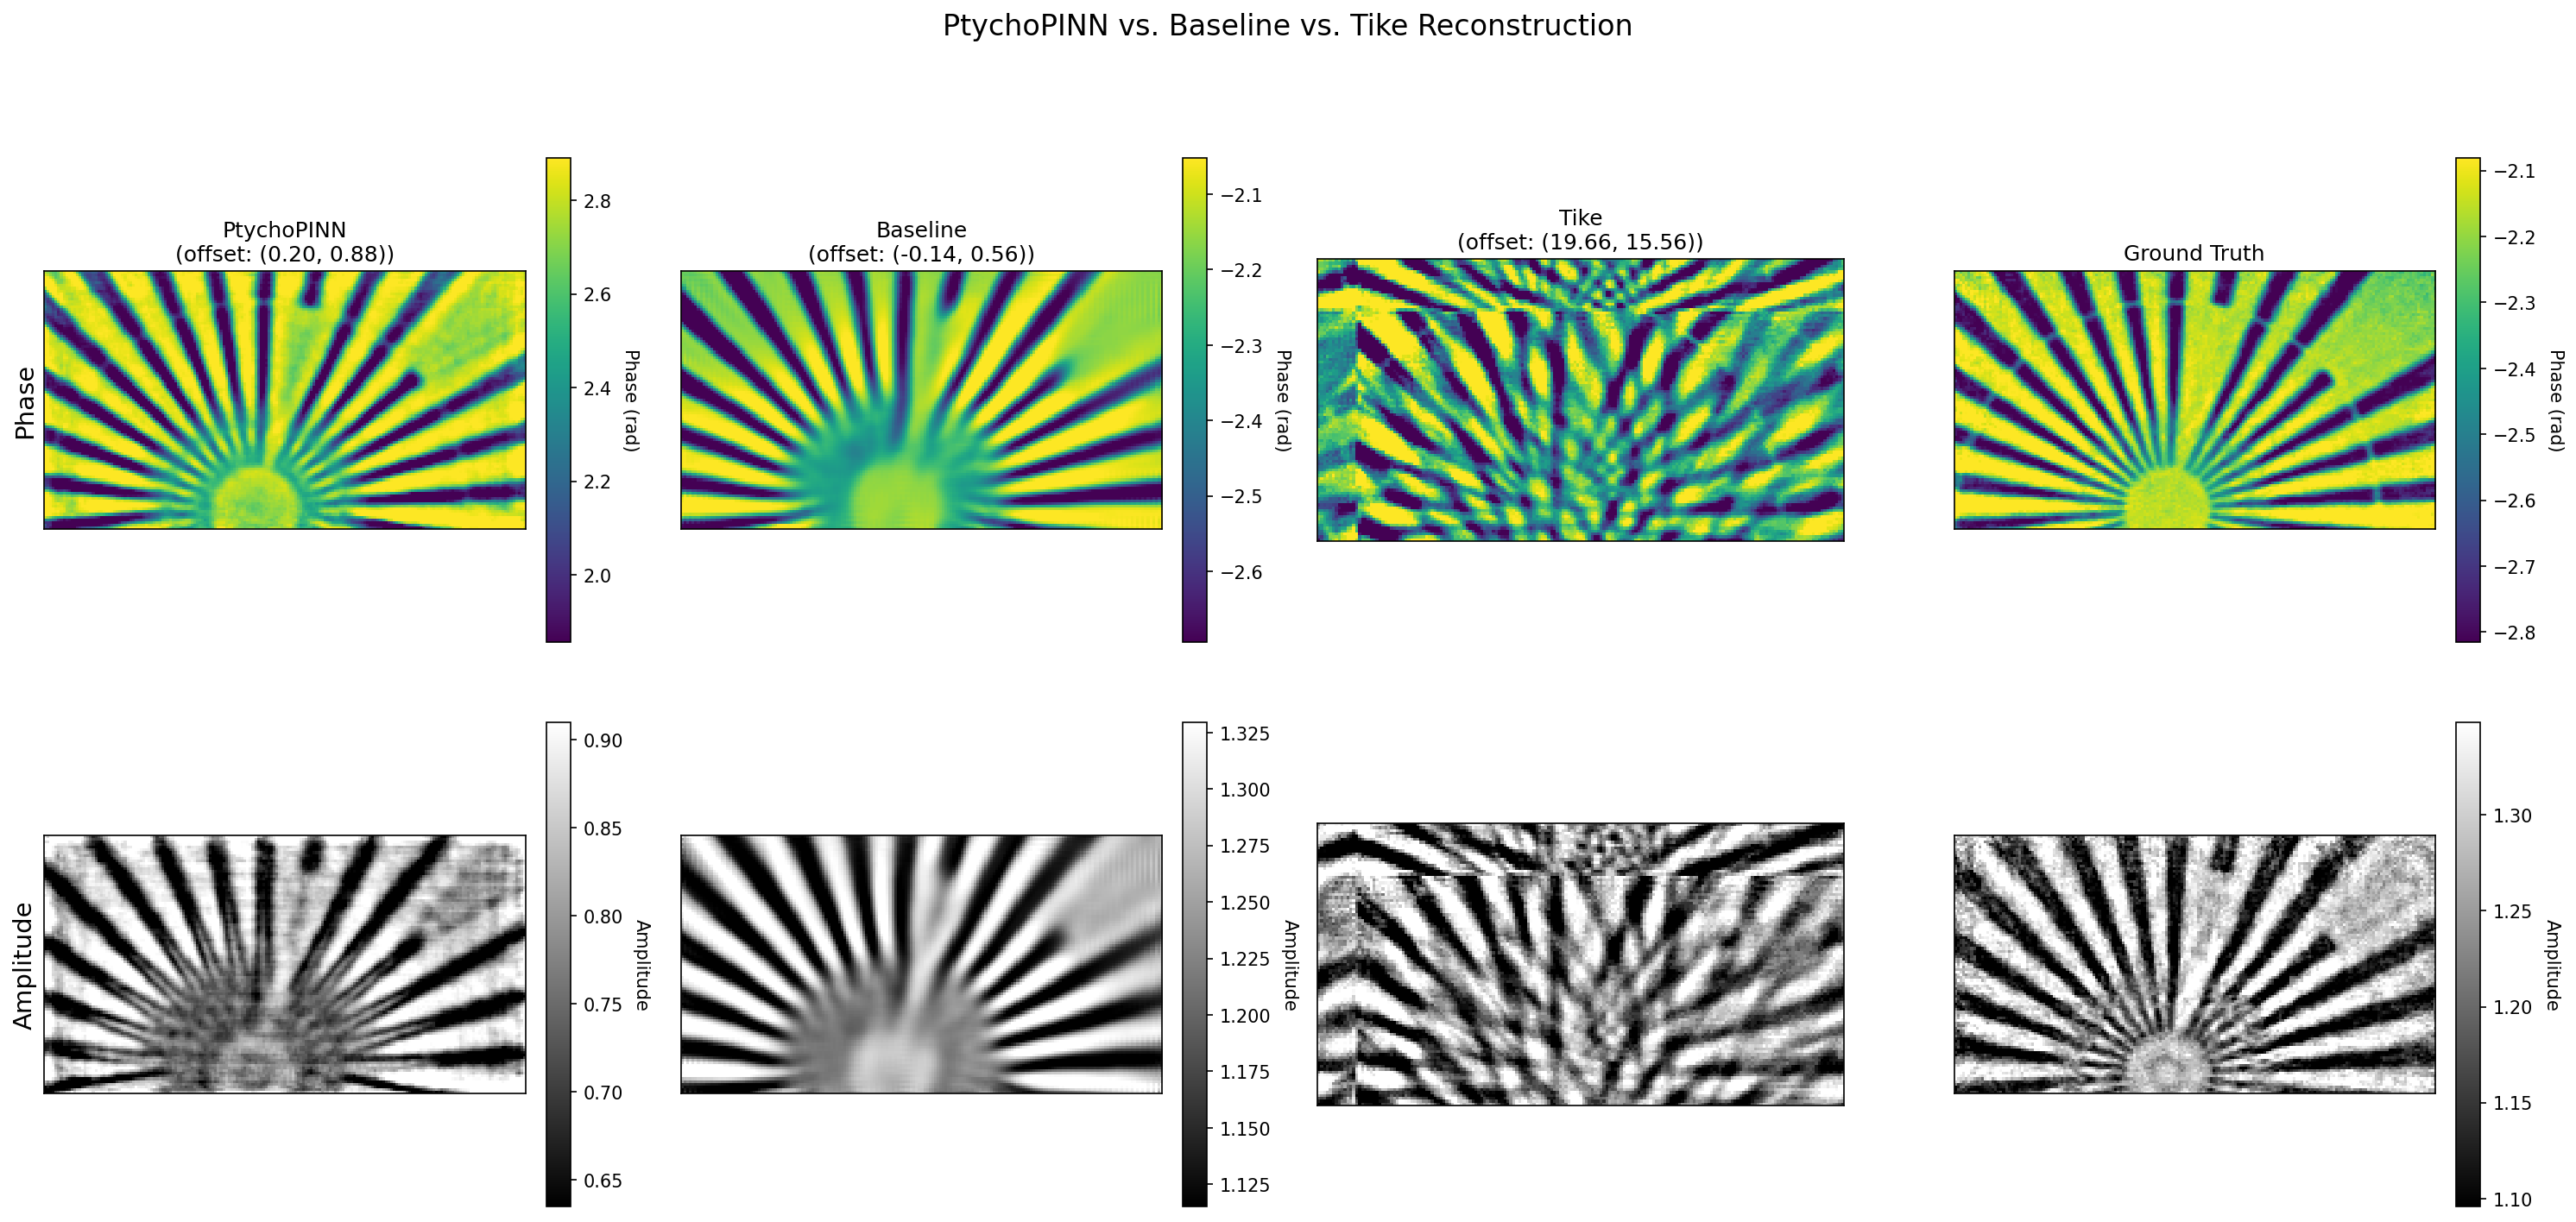 PtychoPINN vs. Baseline vs. Tike Reconstruction
PtychoPINN
(offset: (0.20, 0.88))
Baseline
(offset: (-0.14, 0.56))
Tike
(offset: (19.66, 15.56))
Ground Truth
Phase
2.8
2.6
2.4
2.2
2.0
Phase (rad)
−2.1
−2.2
−2.3
−2.4
−2.5
−2.6
Phase (rad)
−2.1
−2.2
−2.3
−2.4
−2.5
−2.6
−2.7
−2.8
Phase (rad)
Amplitude
0.90
0.85
0.80
0.75
0.70
0.65
Amplitude
1.325
1.300
1.275
1.250
1.225
1.200
1.175
1.150
1.125
Amplitude
1.30
1.25
1.20
1.15
1.10
Amplitude